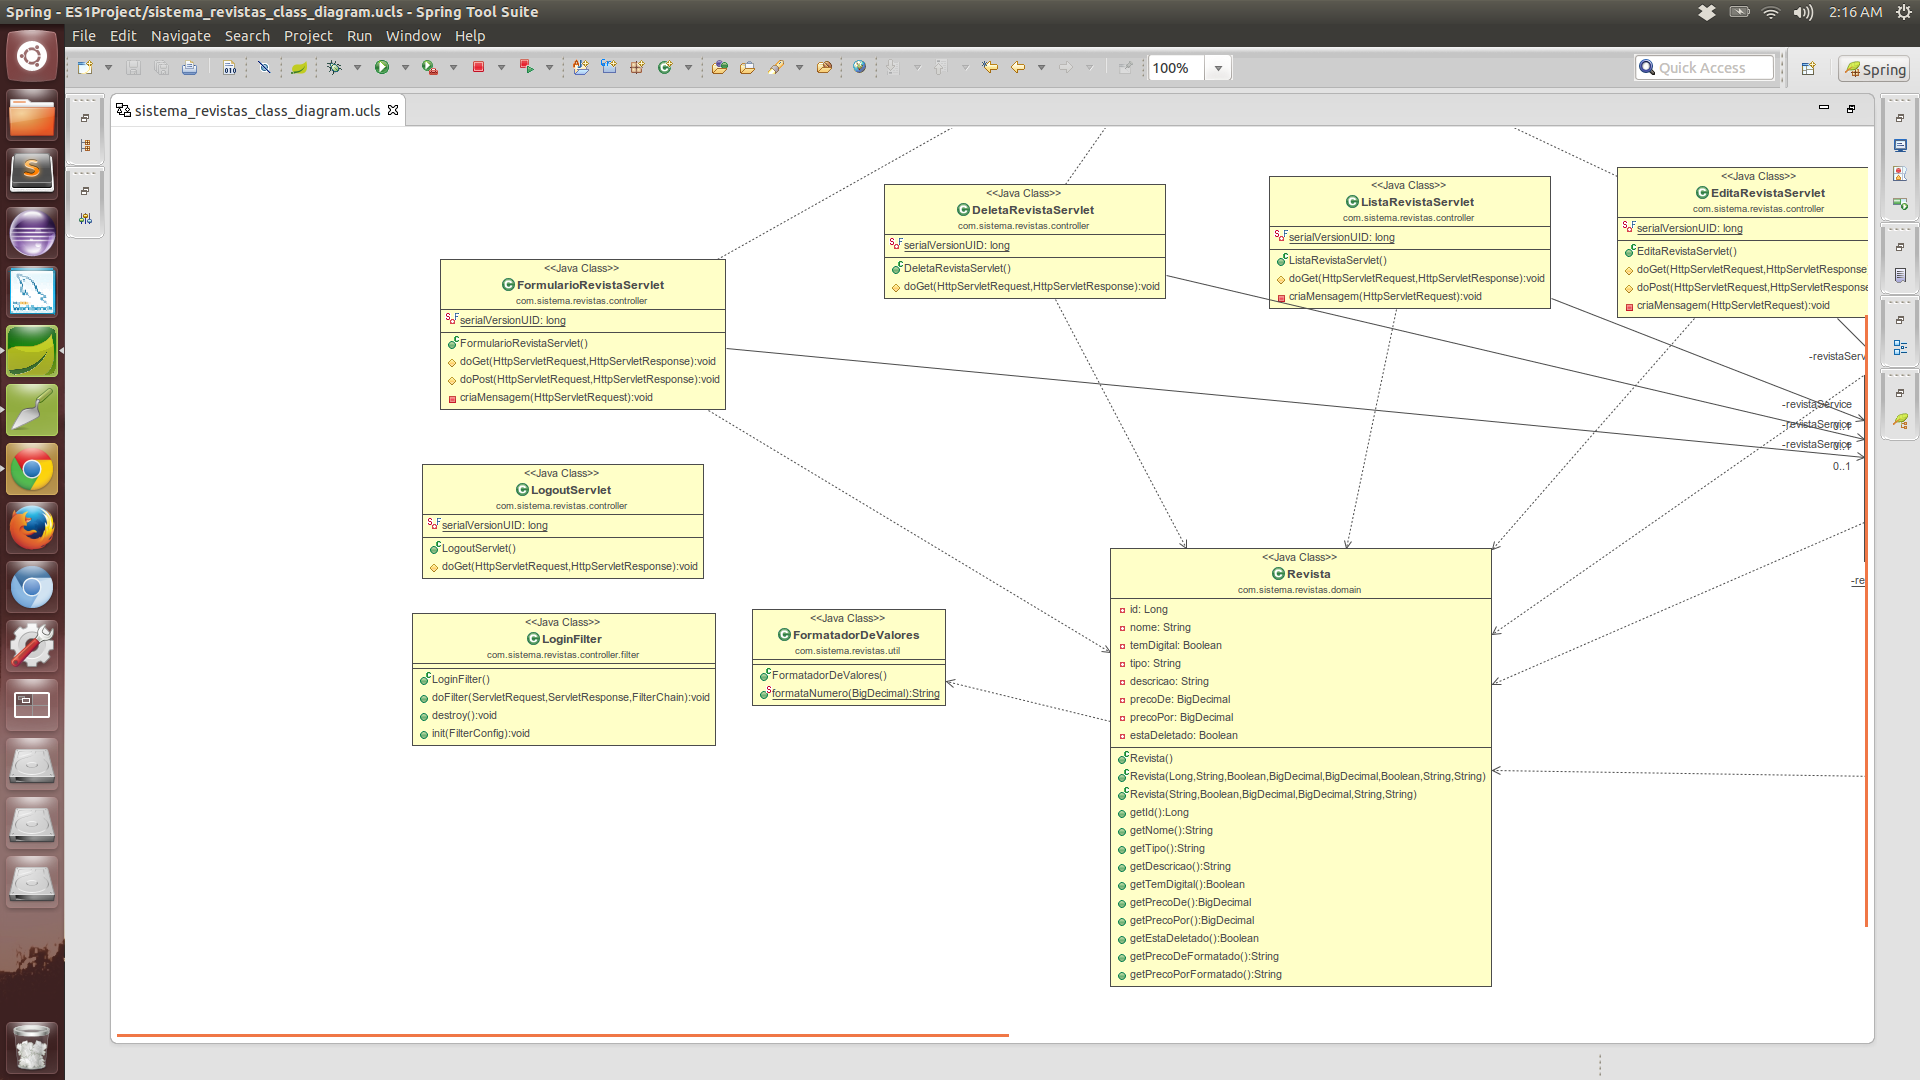 Spring - ES1Project/sistema_revistas_class_diagram.ucls - Spring Tool Suite
2:16 AM
File Edit Navigate Search Project Run Window Help
100%
Quick Access
Spring
sistema_revistas_class_diagram.ucls
<<Java Class>>
DeletaRevistaServlet
com.sistema.revistas.controller
serialVersionUID: long
DeletaRevistaServlet()
doGet(HttpServletRequest,HttpServletResponse):void
<<Java Class>>
ListaRevistaServlet
com.sistema.revistas.controller
serialVersionUID: long
ListaRevistaServlet()
doGet(HttpServletRequest,HttpServletResponse):void
criaMensagem(HttpServletRequest):void
<<Java Class>>
EditaRevistaServlet
com.sistema.revistas.controller
serialVersionUID: long
EditaRevistaServlet()
doGet(HttpServletRequest,HttpServletResponse
doPost(HttpServletRequest,HttpServletResponse
criaMensagem(HttpServletRequest):void
<<Java Class>>
FormularioRevistaServlet
com.sistema.revistas.controller
serialVersionUID: long
FormularioRevistaServlet()
doGet(HttpServletRequest,HttpServletResponse):void
doPost(HttpServletRequest,HttpServletResponse):void
criaMensagem(HttpServletRequest):void
-revistaServ
-revistaService
-revistaService
0..1
-revistaService
0..1
0..1
-re
<<Java Class>>
LogoutServlet
com.sistema.revistas.controller
serialVersionUID: long
LogoutServlet()
doGet(HttpServletRequest,HttpServletResponse):void
<<Java Class>>
LoginFilter
com.sistema.revistas.controller.filter
LoginFilter()
doFilter(ServletRequest,ServletResponse,FilterChain):void
destroy():void
init(FilterConfig):void
<<Java Class>>
FormatadorDeValores
com.sistema.revistas.util
FormatadorDeValores()
formataNumero(BigDecimal):String
<<Java Class>>
Revista
com.sistema.revistas.domain
id: Long
nome: String
temDigital: Boolean
tipo: String
descricao: String
precoDe: BigDecimal
precoPor: BigDecimal
estaDeletado: Boolean
Revista()
Revista(Long,String,Boolean,BigDecimal,BigDecimal,Boolean,String,String)
Revista(String,Boolean,BigDecimal,BigDecimal,String,String)
getId():Long
getNome():String
getTipo():String
getDescricao():String
getTemDigital():Boolean
getPrecoDe():BigDecimal
getPrecoPor():BigDecimal
getEstaDeletado():Boolean
getPrecoDeFormatado():String
getPrecoPorFormatado():String